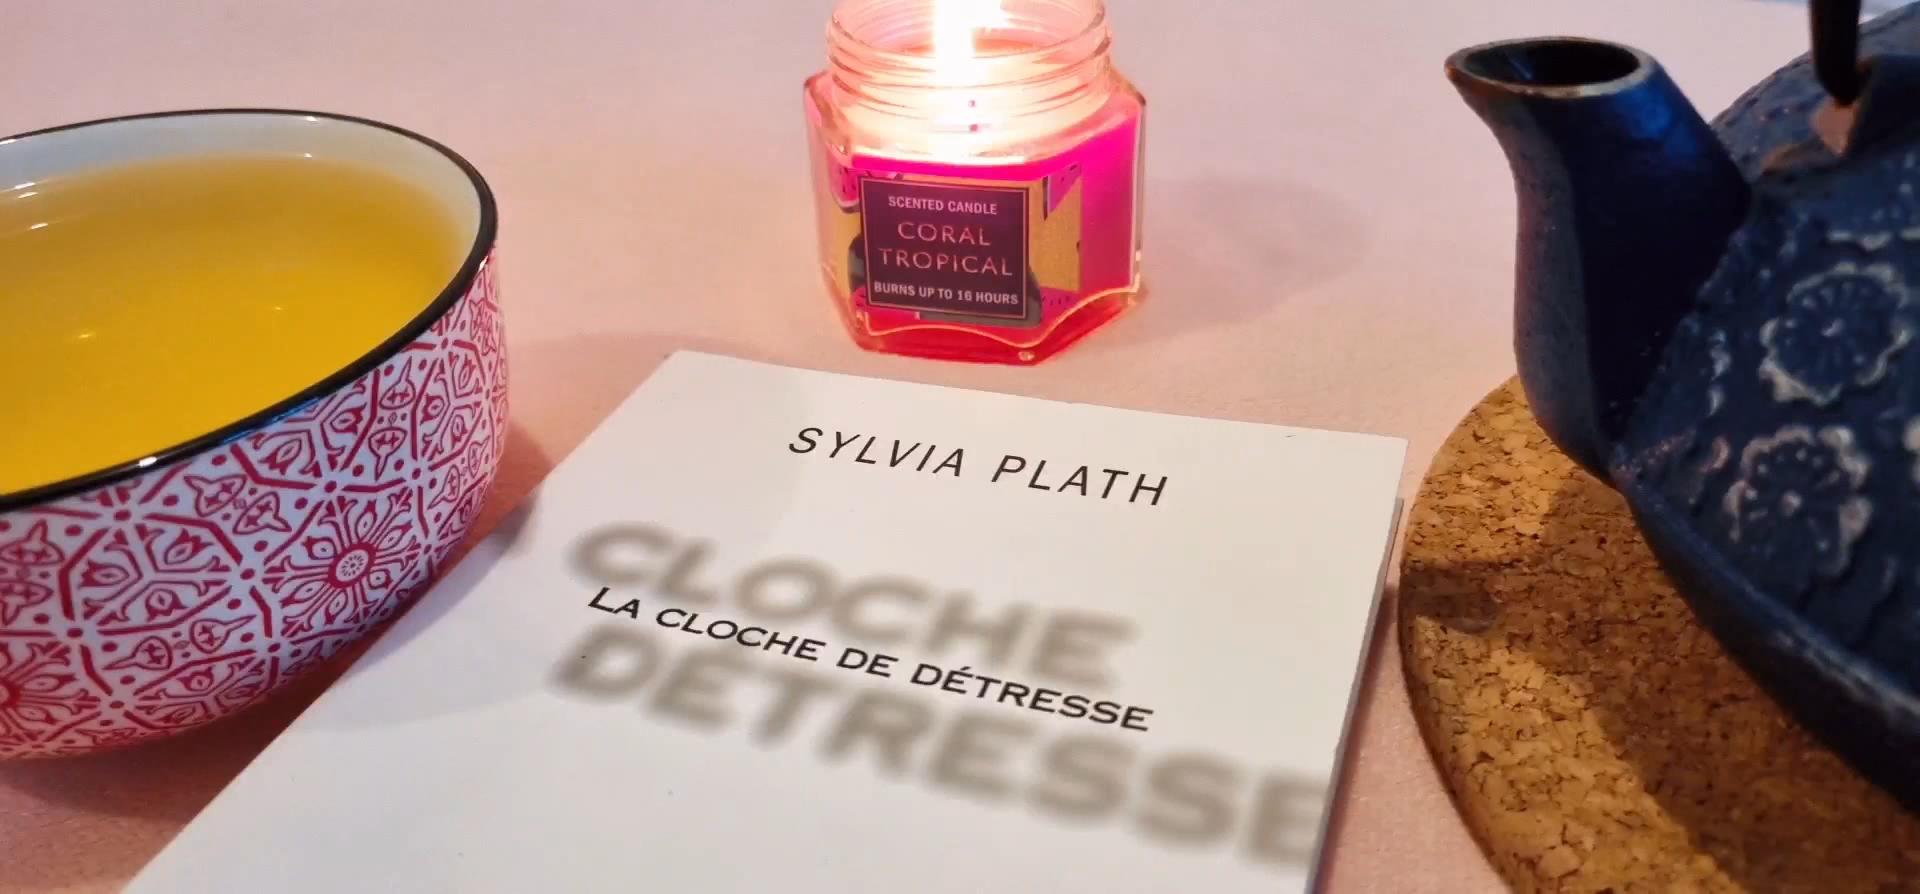 SCENTED CANDLE
CORAL
TROPICAL
BURNS UP TO 16 HOURS
SYLVIA PLATH
CLOCHE
LA CLOCHE DE DÉTRESSE
DÉTRESSE